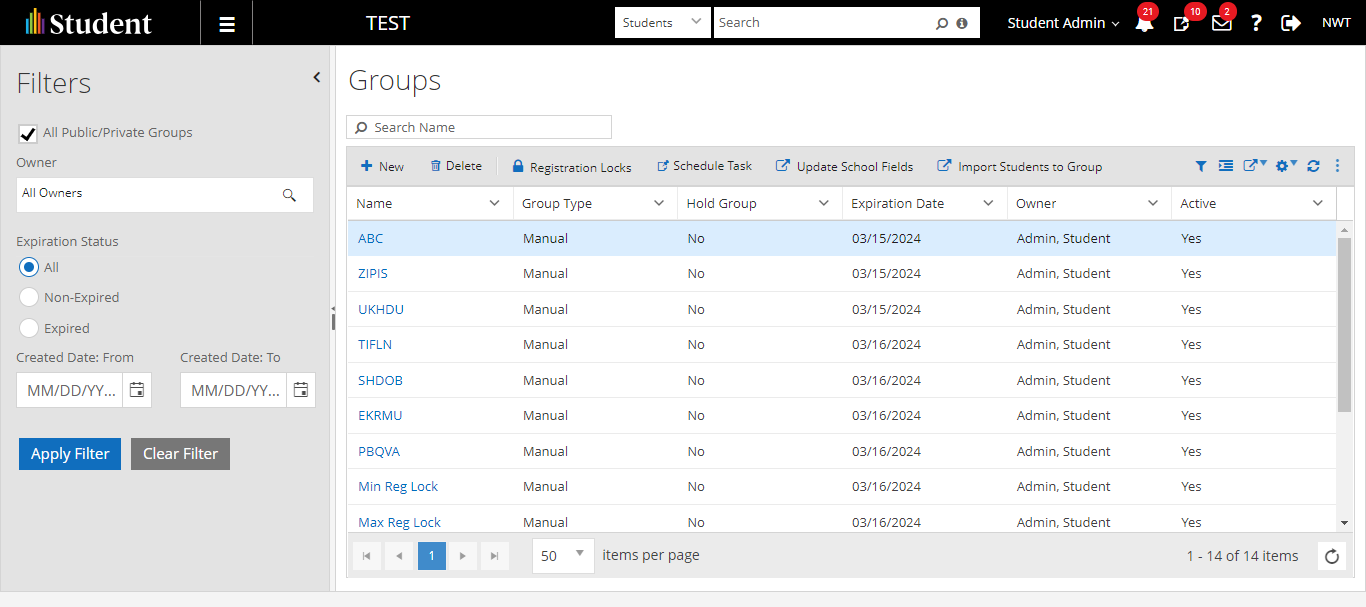 Student TEST Students Search Student Admin 21 10 2 ? NWT
Filters
All Public/Private Groups
Owner
All Owners
Expiration Status
All
Non-Expired
Expired
Created Date: From Created Date: To
MM/DD/YY... MM/DD/YY...
Apply Filter Clear Filter
Groups
Search Name
New Delete Registration Locks Schedule Task Update School Fields Import Students to Group
Name Group Type Hold Group Expiration Date Owner Active
ABC Manual No 03/15/2024 Admin, Student Yes
ZIPIS Manual No 03/15/2024 Admin, Student Yes
UKHDU Manual No 03/15/2024 Admin, Student Yes
TIFLN Manual No 03/16/2024 Admin, Student Yes
SHDOB Manual No 03/16/2024 Admin, Student Yes
EKRMU Manual No 03/16/2024 Admin, Student Yes
PBQVA Manual No 03/16/2024 Admin, Student Yes
Min Reg Lock Manual No 03/16/2024 Admin, Student Yes
Max Reg Lock Manual No 03/16/2024 Admin, Student Yes
1 50 items per page 1 - 14 of 14 items